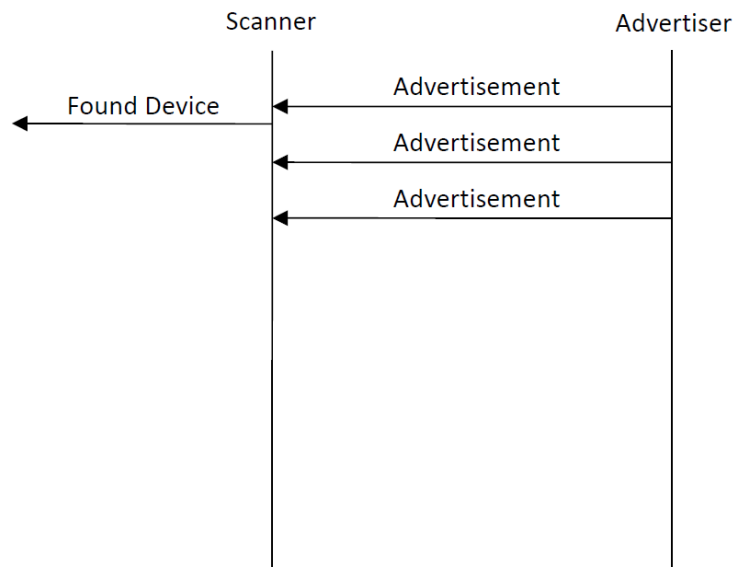 Scanner
Advertiser
Advertisement
Found Device
Advertisement
Advertisement